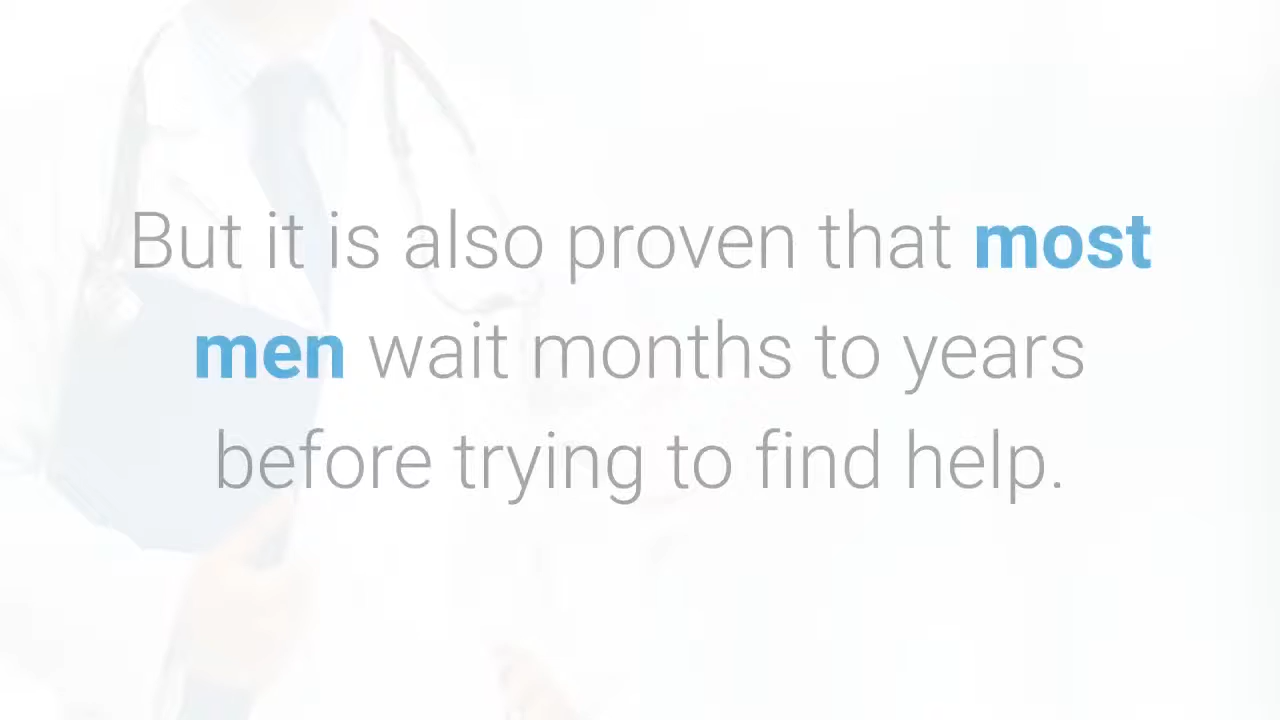 But it is also proven that most
men wait months to years
before trying to find help.